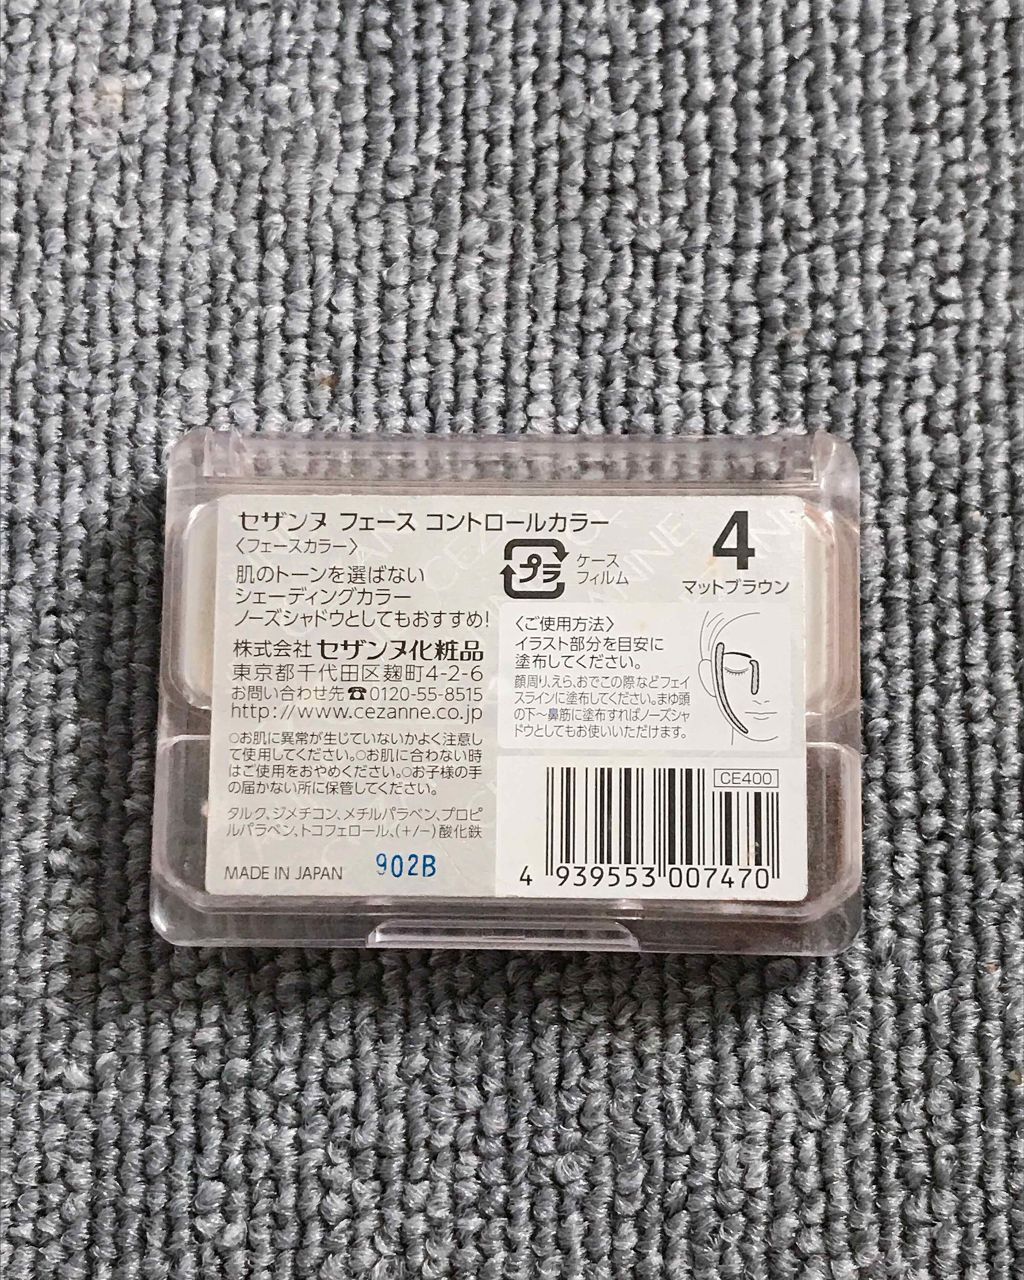 セザンヌ フェース コントロールカラー
〈フェースカラー〉
肌のトーンを選ばない
シェーディングカラー
ノーズシャドウとしてもおすすめ!
株式会社 セザンヌ化粧品
東京都千代田区麹町4-2-6
お問い合わせ先☎0120-55-8515
http://www.cezanne.co.jp
○お肌に異常が生じていないかよく注意し
て使用してください。○お肌に合わない時
はご使用をおやめください。○お子様の手
の届かない所に保管してください。
タルク、ジメチコン、メチルパラベン、プロピ
ルパラベン、トコフェロール、(+/−)酸化鉄
MADE IN JAPAN 902B
プラ
ケース
フィルム
4
マットブラウン
〈ご使用方法〉
イラスト部分を目安に
塗布してください。
顔周り、えら、おでこの際などフェイ
スラインに塗布してください。まゆ頭
の下〜鼻筋に塗布すればノーズシャ
ドウとしてもお使いいただけます。
CE400
4 939553 007470